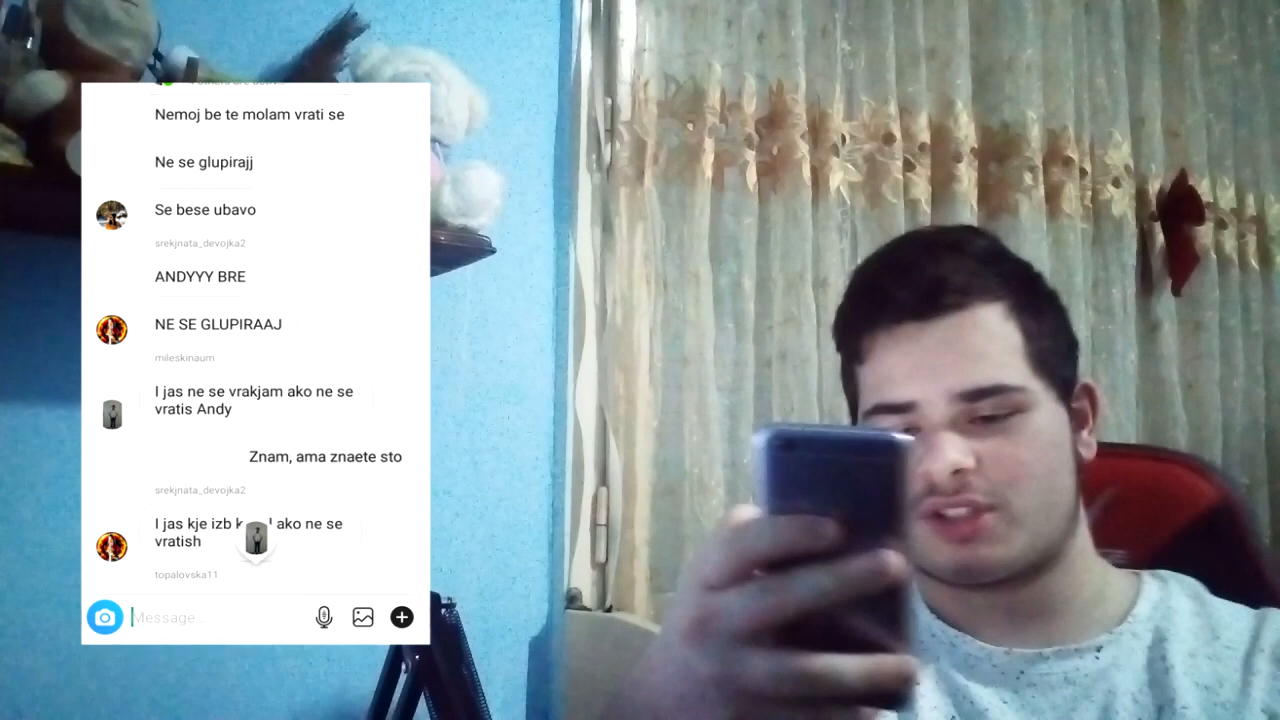 Nemoj be te molam vrati se
Ne se glupirajj
Se bese ubavo
srekjnata_devojka2
ANDYYY BRE
NE SE GLUPIRAAJ
mileskinaum
I jas ne se vrakjam ako ne se
vratis Andy
Znam, ama znaete sto
srekjnata_devojka2
I jas kje izb ako ne se
vratish
topalovska11
Message...